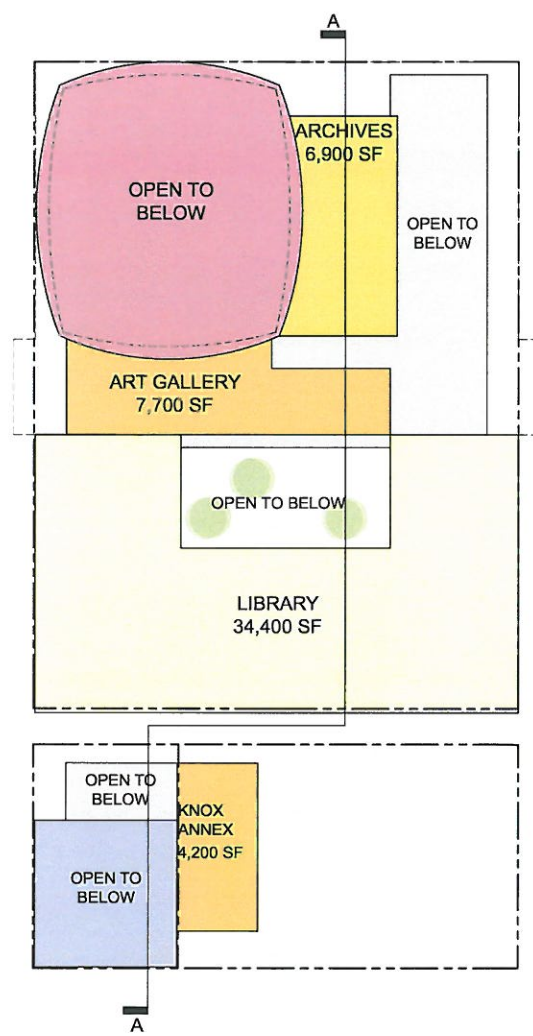 A
ARCHIVES
6,900 SF
OPEN TO
BELOW
OPEN TO
BELOW
ART GALLERY
7,700 SF
OPEN TO BELOW
LIBRARY
34,400 SF
OPEN TO
BELOW
KNOX
ANNEX
4,200 SF
OPEN TO
BELOW
A